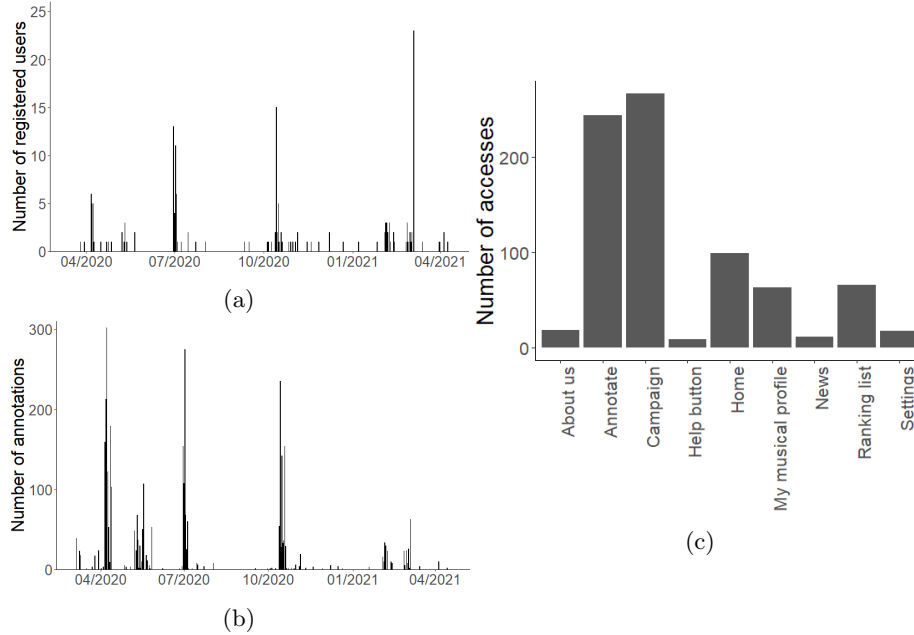 Number of registered users
25
20
15
10
5
0
04/2020 07/2020 10/2020 01/2021 04/2021
(a)
Number of annotations
300
200
100
0
04/2020 07/2020 10/2020 01/2021 04/2021
(b)
Number of accesses
200
100
0
About us
Annotate
Campaign
Help button
Home
My musical profile
News
Ranking list
Settings
(c)